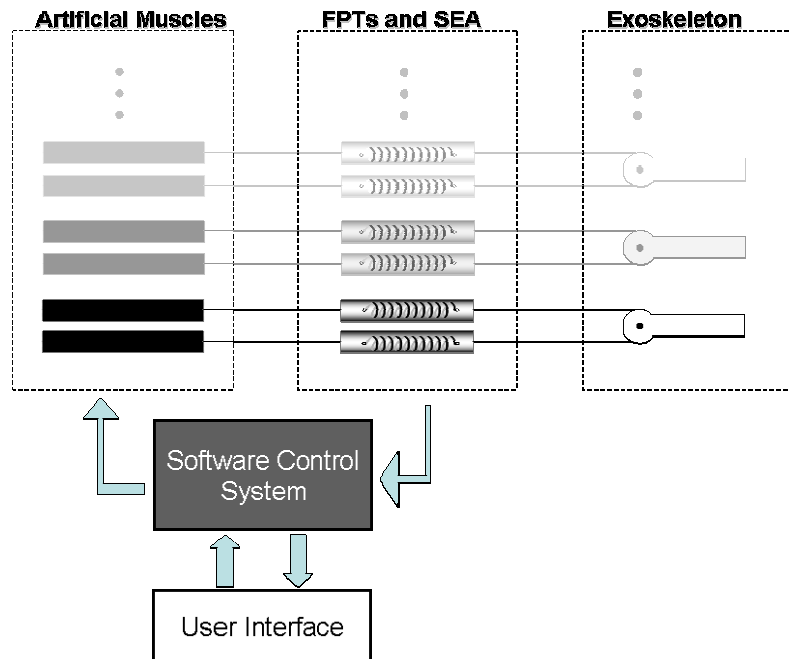 Artificial Muscles
FPTs and SEA
Exoskeleton
Software Control
System
User Interface